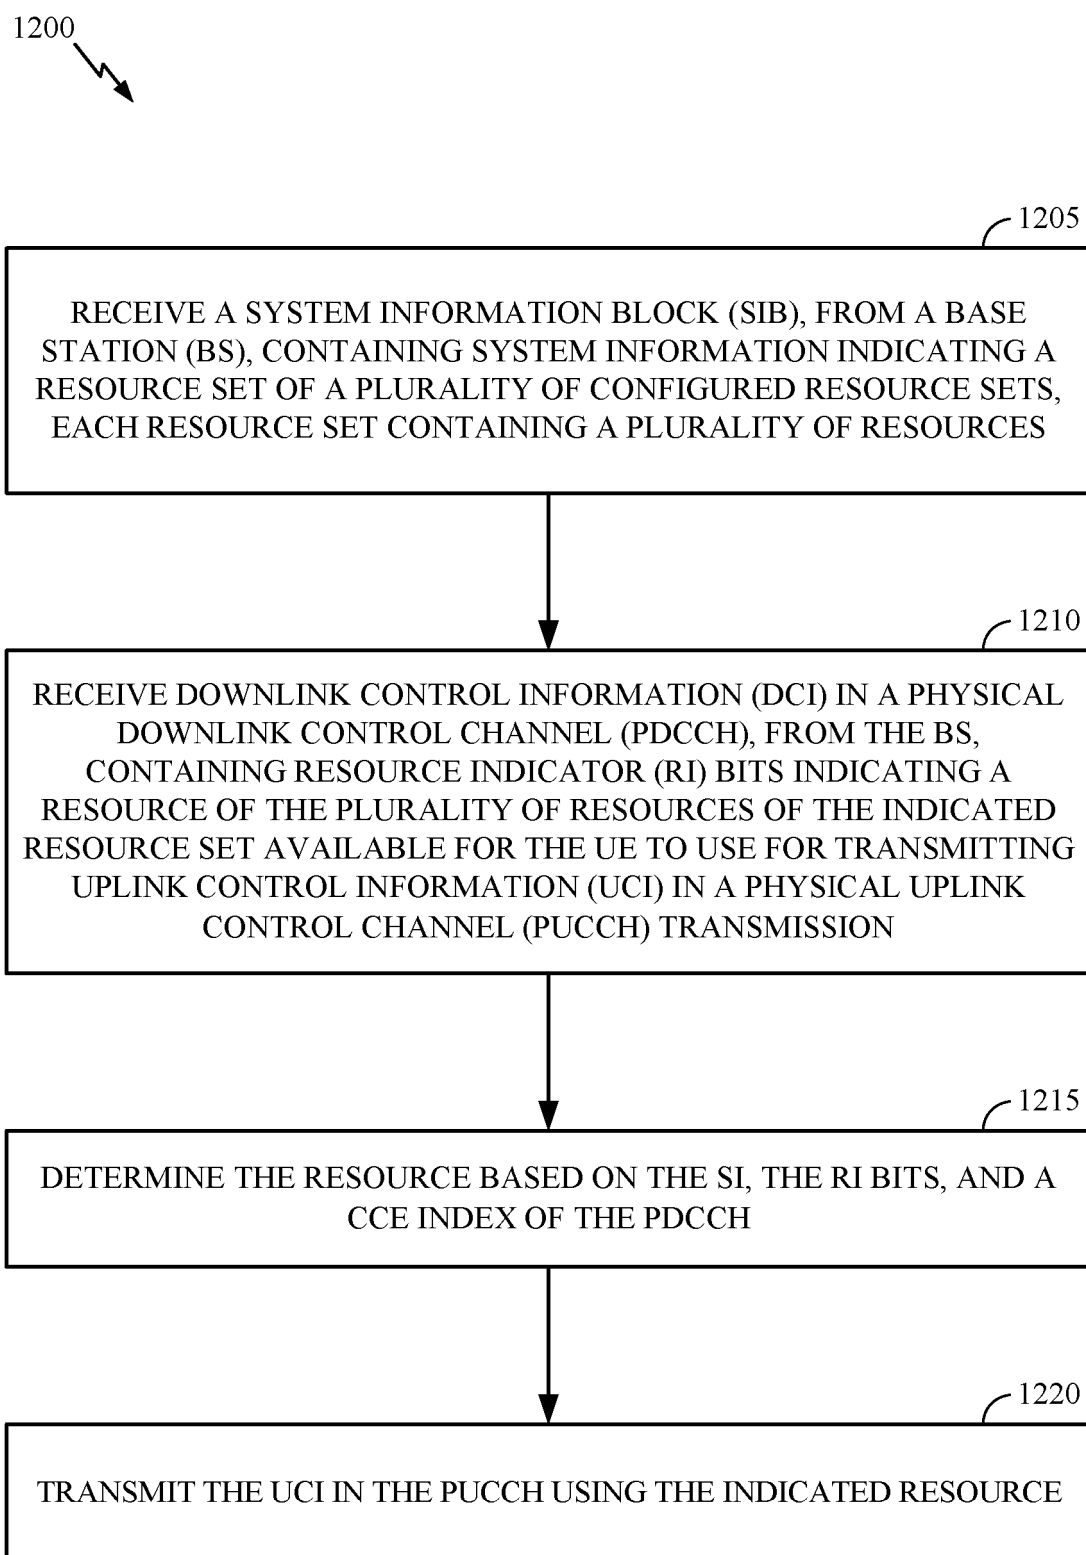 1200
1205
RECEIVE A SYSTEM INFORMATION BLOCK (SIB), FROM A BASE
STATION (BS), CONTAINING SYSTEM INFORMATION INDICATING A
RESOURCE SET OF A PLURALITY OF CONFIGURED RESOURCE SETS,
EACH RESOURCE SET CONTAINING A PLURALITY OF RESOURCES
1210
RECEIVE DOWNLINK CONTROL INFORMATION (DCI) IN A PHYSICAL
DOWNLINK CONTROL CHANNEL (PDCCH), FROM THE BS,
CONTAINING RESOURCE INDICATOR (RI) BITS INDICATING A
RESOURCE OF THE PLURALITY OF RESOURCES OF THE INDICATED
RESOURCE SET AVAILABLE FOR THE UE TO USE FOR TRANSMITTING
UPLINK CONTROL INFORMATION (UCI) IN A PHYSICAL UPLINK
CONTROL CHANNEL (PUCCH) TRANSMISSION
1215
DETERMINE THE RESOURCE BASED ON THE SI, THE RI BITS, AND A
CCE INDEX OF THE PDCCH
1220
TRANSMIT THE UCI IN THE PUCCH USING THE INDICATED RESOURCE